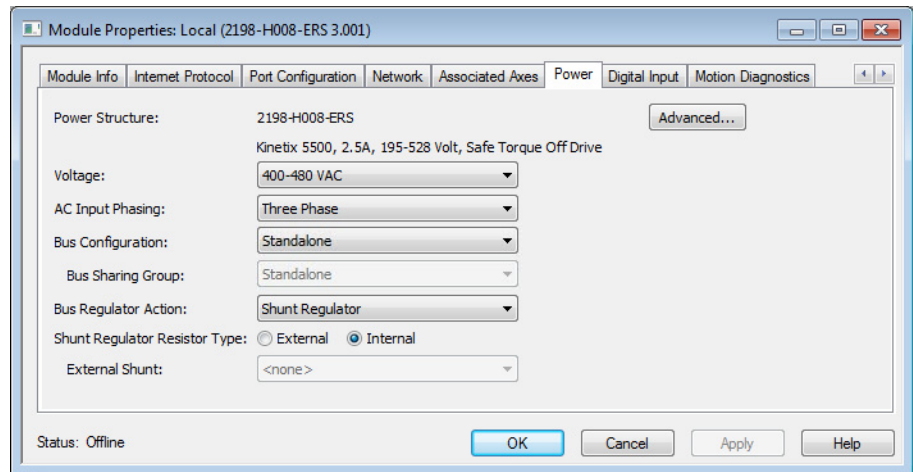 Module Properties: Local (2198-H008-ERS 3.001)
Module Info Internet Protocol Port Configuration Network Associated Axes Power Digital Input Motion Diagnostics
Power Structure: 2198-H008-ERS Advanced...
Kinetix 5500, 2.5A, 195-528 Volt, Safe Torque Off Drive
Voltage: 400-480 VAC
AC Input Phasing: Three Phase
Bus Configuration: Standalone
Bus Sharing Group: Standalone
Bus Regulator Action: Shunt Regulator
Shunt Regulator Resistor Type: External Internal
External Shunt: <none>
Status: Offline OK Cancel Apply Help